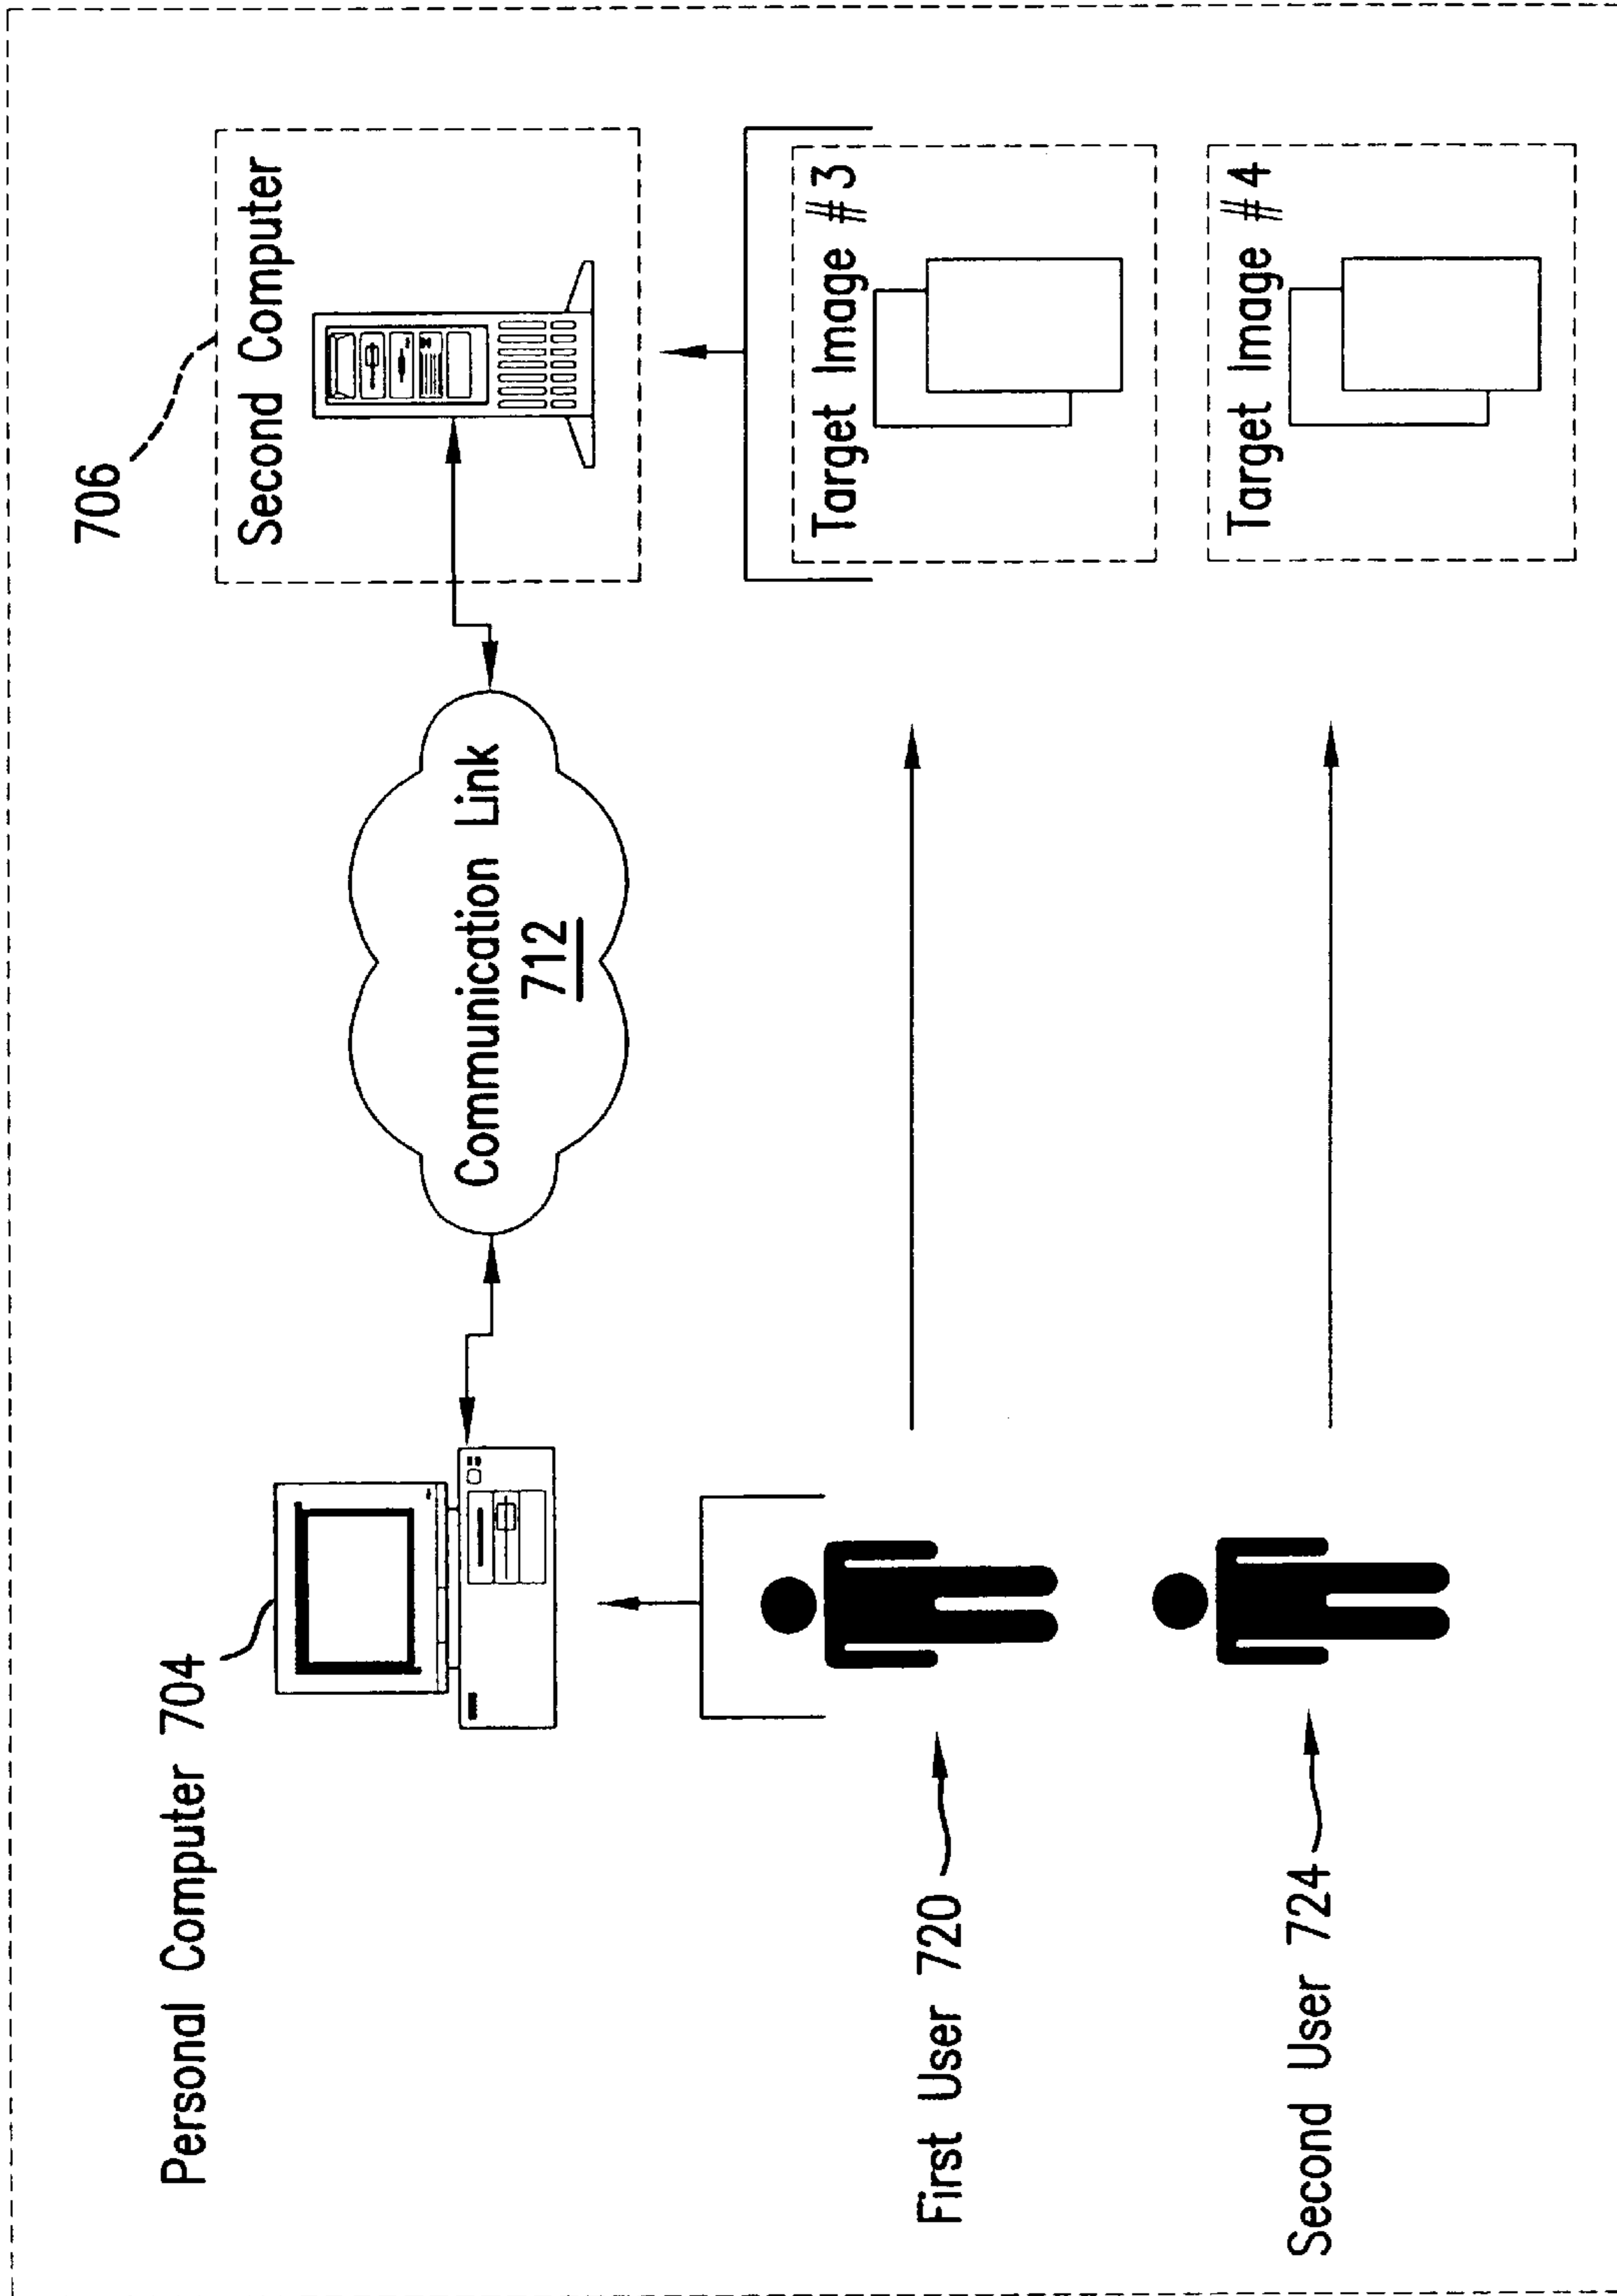 Personal Computer 704
706
Second Computer
Communication Link
712
First User 720
Target Image #3
Second User 724
Target Image #4